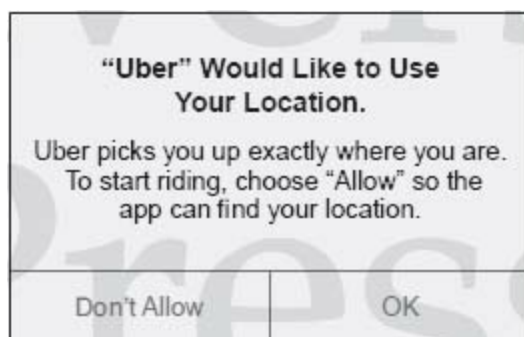 “Uber” Would Like to Use
Your Location.
Uber picks you up exactly where you are.
To start riding, choose “Allow” so the
app can find your location.
Don't Allow
OK
ress